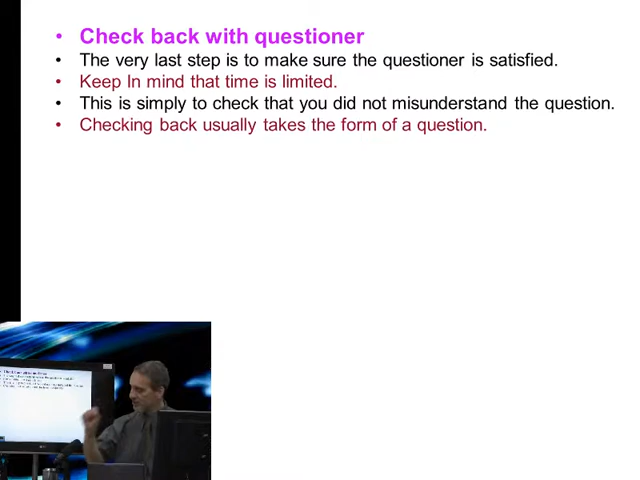 Check back with questioner
The very last step is to make sure the questioner is satisfied.
Keep In mind that time is limited.
This is simply to check that you did not misunderstand the question.
Checking back usually takes the form of a question.